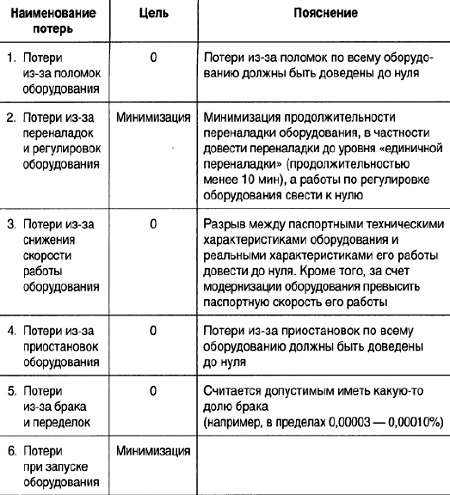 Наименование
потерь
Цель
Пояснение
1. Потери
из-за поломок
оборудования
0
Потери из-за поломок по всему оборудо-
ванию должны быть доведены до нуля
2. Потери из-за
переналадок
и регулировок
оборудования
Минимизация
Минимизация продолжительности
переналадки оборудования, в частности
довести переналадки до уровня «единичной
переналадки» (продолжительностью
менее 10 мин), а работы по регулировке
оборудования свести к нулю
3. Потери из-за
снижения
скорости
работы
оборудования
0
Разрыв между паспортными техническими
характеристиками оборудования и
реальными характеристиками его работы
довести до нуля. Кроме того, за счет
модернизации оборудования превысить
паспортную скорость его работы
4. Потери из-за
приостановок
оборудования
0
Потери из-за приостановок по всему
оборудованию должны быть доведены
до нуля
5. Потери
из-за брака
и переделок
0
Считается допустимым иметь какую-то
долю брака
(например, в пределах 0,00003 — 0,00010%)
6. Потери
при запуске
оборудования
Минимизация